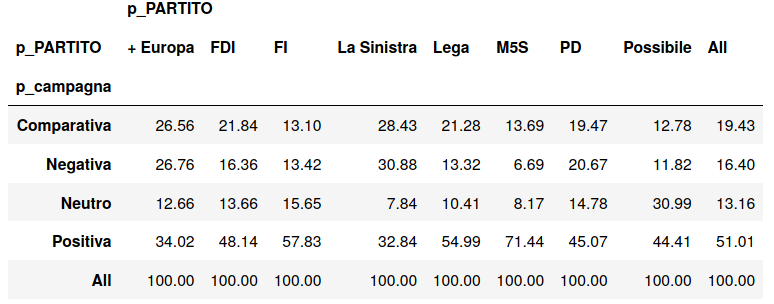 p_PARTITO
p_PARTITO + Europa FDI FI La Sinistra Lega M5S PD Possibile All
p_campagna
Comparativa 26.56 21.84 13.10 28.43 21.28 13.69 19.47 12.78 19.43
Negativa 26.76 16.36 13.42 30.88 13.32 6.69 20.67 11.82 16.40
Neutro 12.66 13.66 15.65 7.84 10.41 8.17 14.78 30.99 13.16
Positiva 34.02 48.14 57.83 32.84 54.99 71.44 45.07 44.41 51.01
All 100.00 100.00 100.00 100.00 100.00 100.00 100.00 100.00 100.00